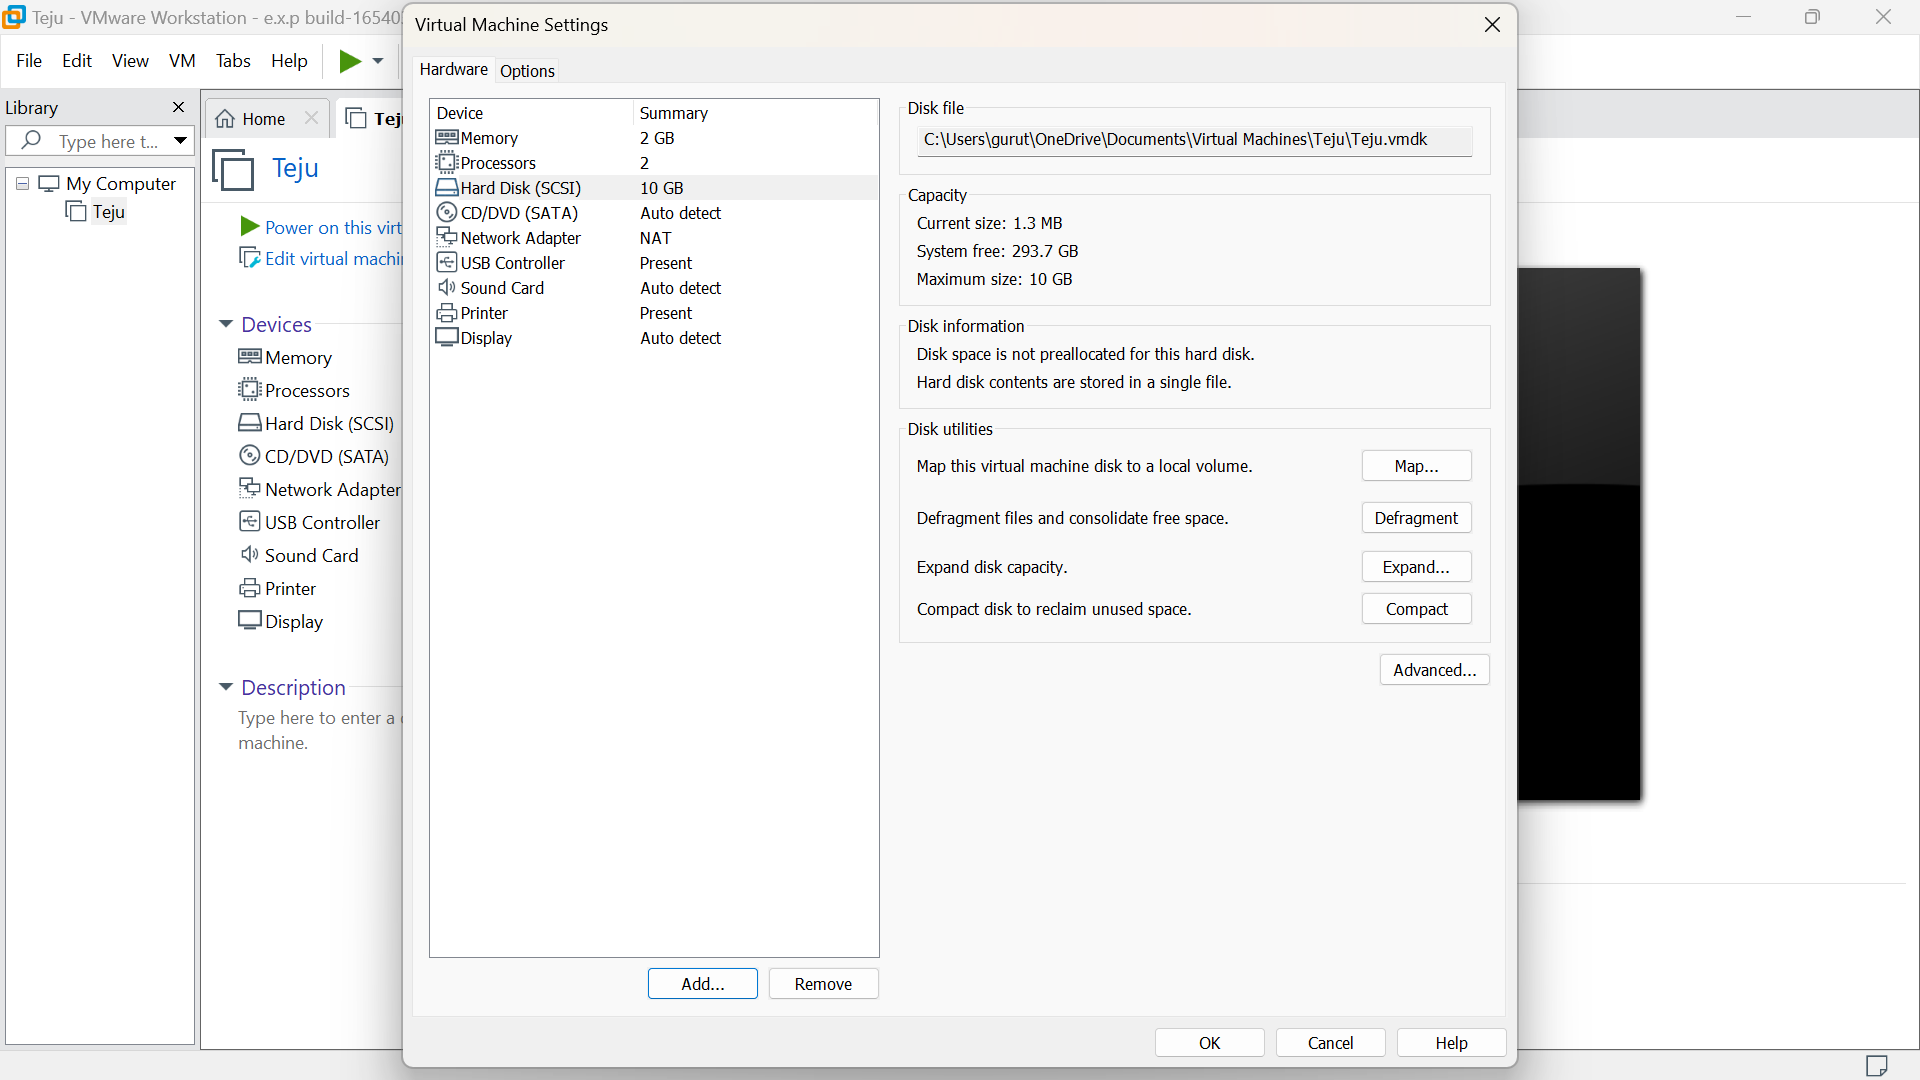 Teju - VMware Workstation - e.x.p build-16540
File Edit View VM Tabs Help
Library
Type here t...
My Computer
Teju
Home
Tej
Teju
Power on this virt
Edit virtual machi
Devices
Memory
Processors
Hard Disk (SCSI)
CD/DVD (SATA)
Network Adapter
USB Controller
Sound Card
Printer
Display
Description
Type here to enter a
machine.
Virtual Machine Settings
Hardware Options
Device Summary
Memory 2 GB
Processors 2
Hard Disk (SCSI) 10 GB
CD/DVD (SATA) Auto detect
Network Adapter NAT
USB Controller Present
Sound Card Auto detect
Printer Present
Display Auto detect
Add... Remove
Disk file
C:\Users\gurut\OneDrive\Documents\Virtual Machines\Teju\Teju.vmdk
Capacity
Current size: 1.3 MB
System free: 293.7 GB
Maximum size: 10 GB
Disk information
Disk space is not preallocated for this hard disk.
Hard disk contents are stored in a single file.
Disk utilities
Map this virtual machine disk to a local volume. Map...
Defragment files and consolidate free space. Defragment
Expand disk capacity. Expand...
Compact disk to reclaim unused space. Compact
Advanced...
OK Cancel Help